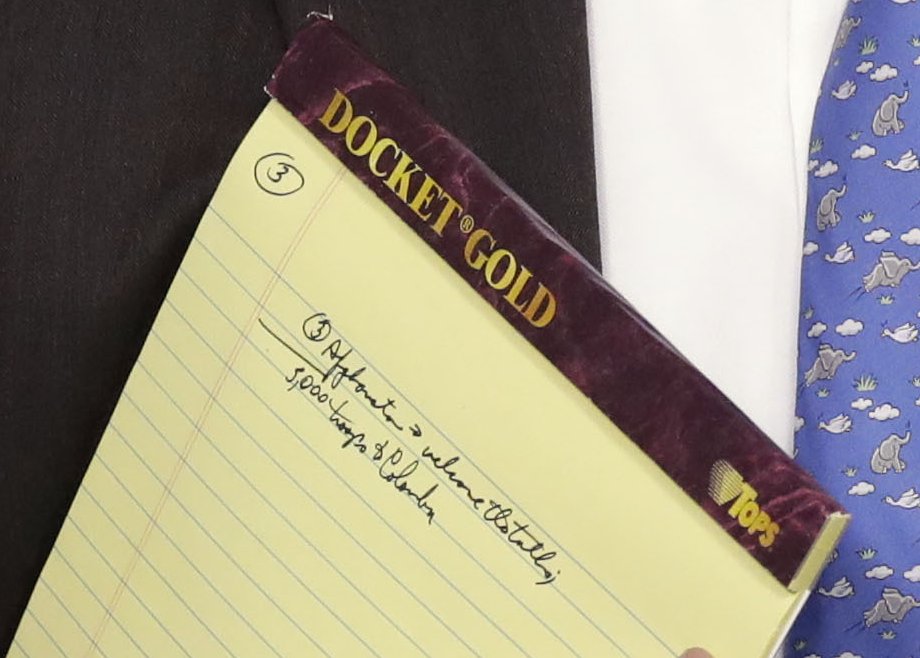 DOCKET® GOLD
TOPS
3
3 Afghanistan → welcome the talks
5,000 troops to Colombia